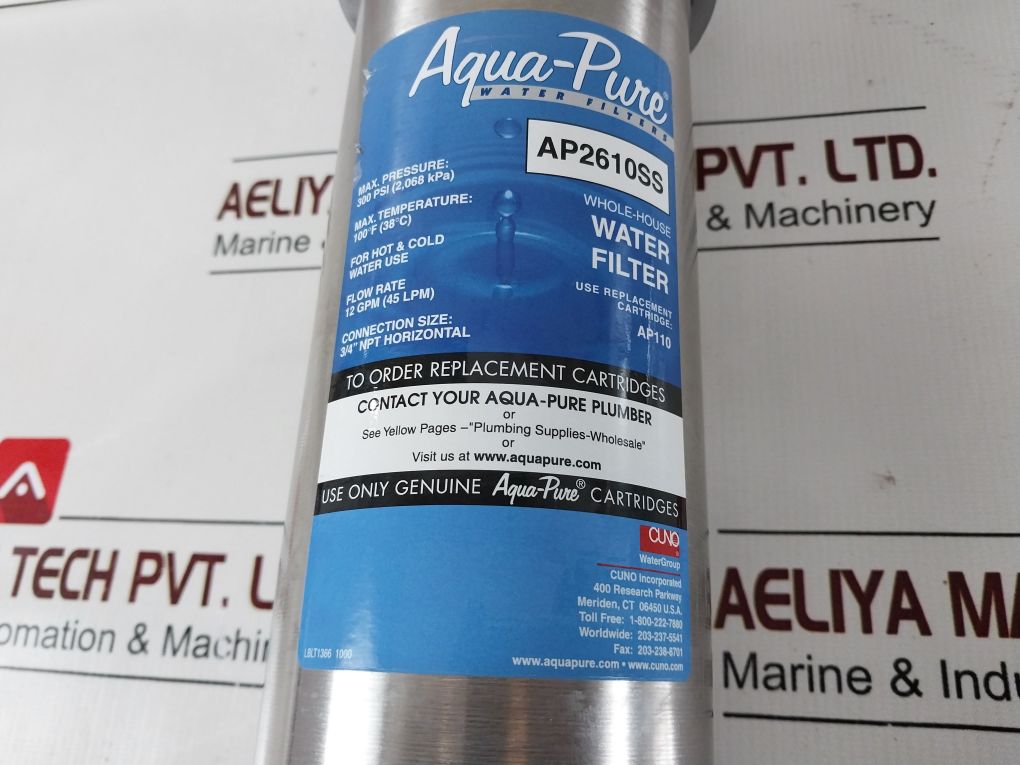 Aqua-Pure®
WATER FILTERS
AP2610SS
WHOLE-HOUSE
WATER
FILTER
USE REPLACEMENT
CARTRIDGE:
AP110
MAX. PRESSURE:
300 PSI (2,068 kPa)
MAX. TEMPERATURE:
100°F (38°C)
FOR HOT & COLD
WATER USE
FLOW RATE
12 GPM (45 LPM)
CONNECTION SIZE:
3/4" NPT HORIZONTAL
TO ORDER REPLACEMENT CARTRIDGES
CONTACT YOUR AQUA-PURE PLUMBER
or
See Yellow Pages –"Plumbing Supplies-Wholesale"
or
Visit us at www.aquapure.com
USE ONLY GENUINE Aqua-Pure® CARTRIDGES
CUNO
WaterGroup
CUNO Incorporated
400 Research Parkway
Meriden, CT 06450 U.S.A.
Toll Free: 1-800-222-7880
Worldwide: 203-237-5541
Fax: 203-238-8701
www.aquapure.com • www.cuno.com
LBLT1366 1000
AELIYA
Marine &
PVT. LTD.
& Machinery
TECH PVT. L
omation & Machin
AELIYA MA
Marine & Indu